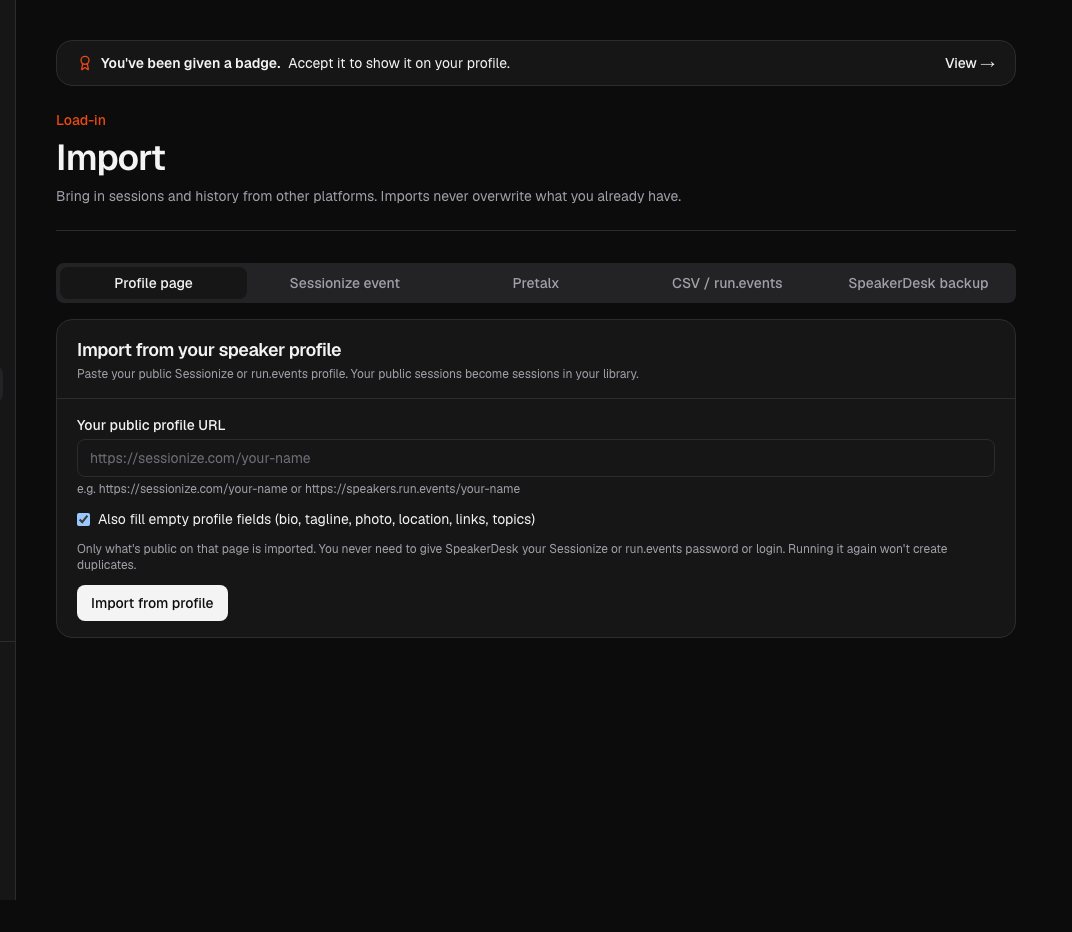 You've been given a badge. Accept it to show it on your profile. View →
Load-in
Import
Bring in sessions and history from other platforms. Imports never overwrite what you already have.
Profile page Sessionize event Pretalx CSV / run.events SpeakerDesk backup
Import from your speaker profile
Paste your public Sessionize or run.events profile. Your public sessions become sessions in your library.
Your public profile URL
https://sessionize.com/your-name
e.g. https://sessionize.com/your-name or https://speakers.run.events/your-name
Also fill empty profile fields (bio, tagline, photo, location, links, topics)
Only what's public on that page is imported. You never need to give SpeakerDesk your Sessionize or run.events password or login. Running it again won't create
duplicates.
Import from profile